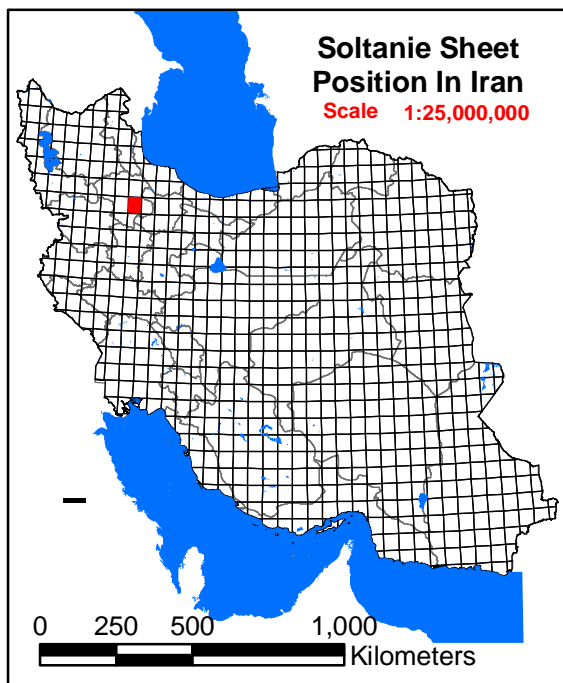 Soltanie Sheet
Position In Iran
Scale 1:25,000,000
0 250 500 1,000
Kilometers